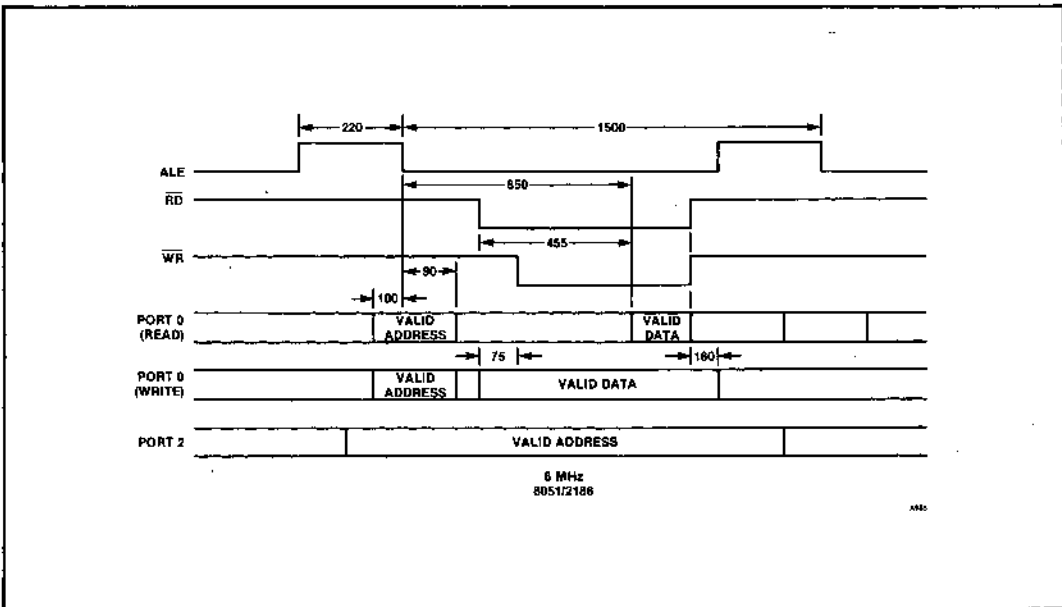 220
1500
ALE
850
RD
455
WR
90
100
PORT 0
(READ)
VALID
ADDRESS
VALID
DATA
75
160
PORT 0
(WRITE)
VALID
ADDRESS
VALID DATA
PORT 2
VALID ADDRESS
6 MHz
8051/2186